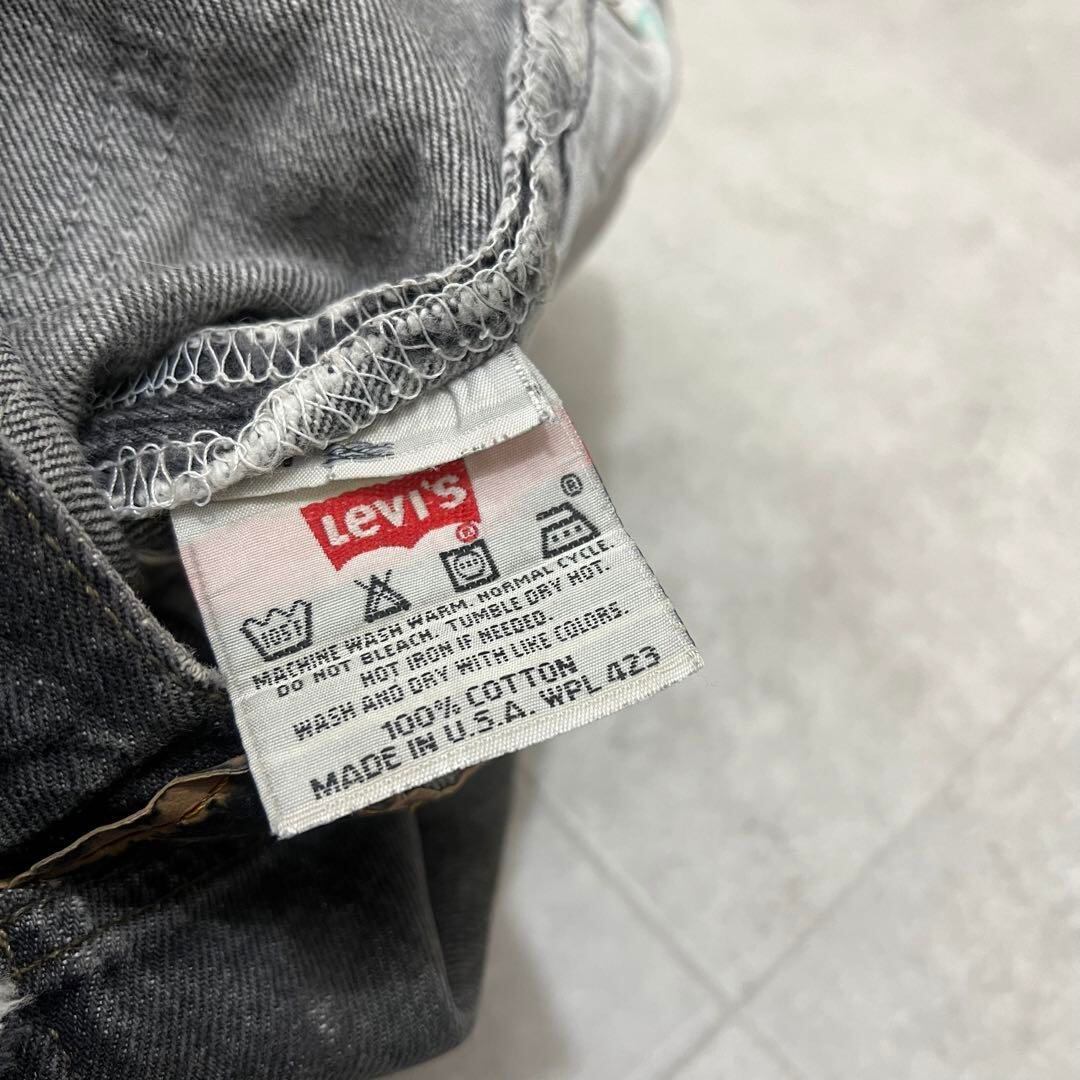 Levi's
®
®
105F
MACHINE WASH WARM. NORMAL CYCLE.
DO NOT BLEACH. TUMBLE DRY HOT.
HOT IRON IF NEEDED.
WASH AND DRY WITH LIKE COLORS.
100% COTTON
MADE IN U.S.A. WPL 423